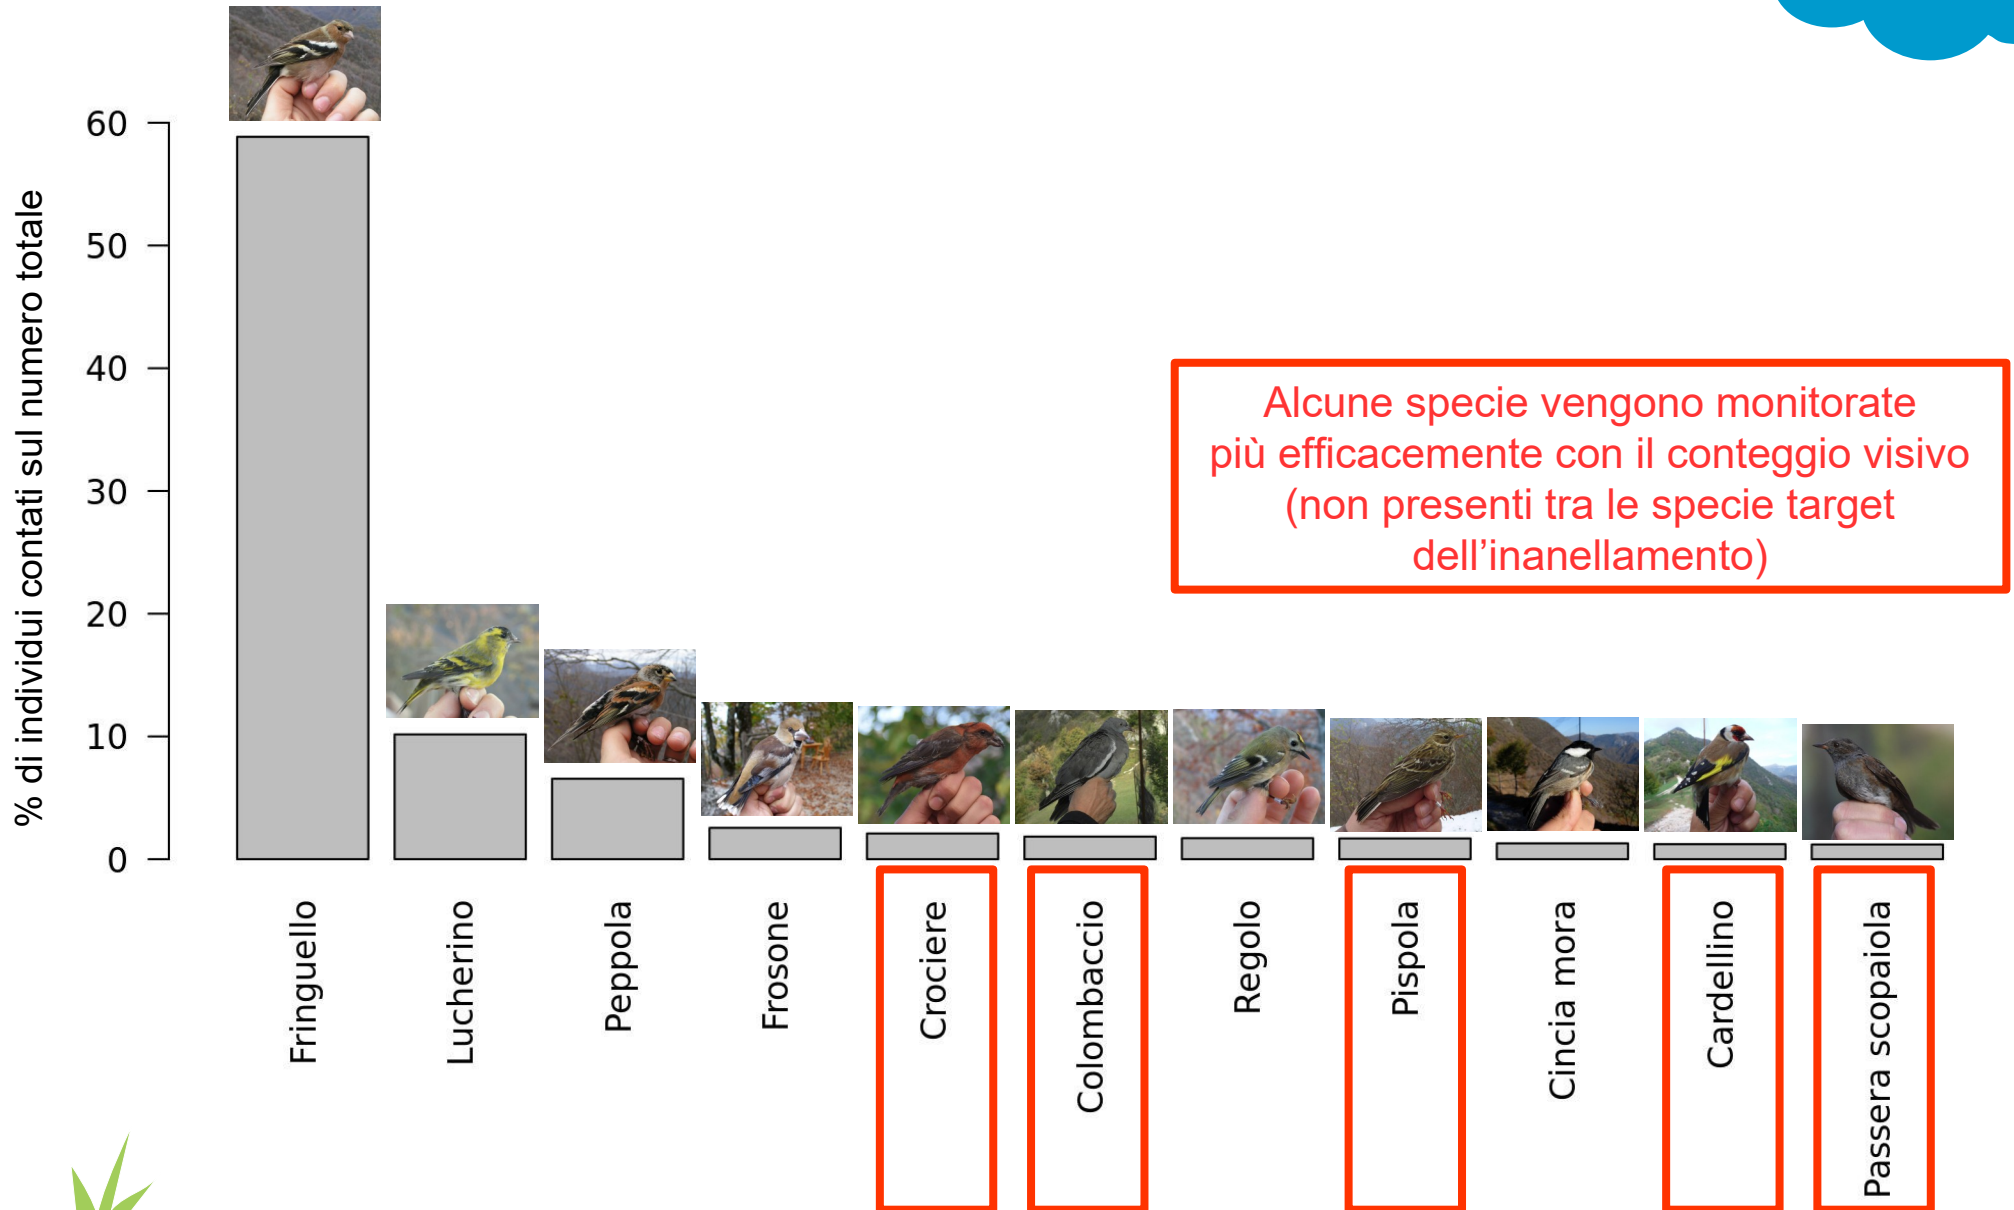 % di individui contati sul numero totale
60
50
40
30
20
10
0
Alcune specie vengono monitorate
più efficacemente con il conteggio visivo
(non presenti tra le specie target
dell’inanellamento)
Fringuello
Lucherino
Peppola
Frosone
Crociere
Colombaccio
Regolo
Pispola
Cincia mora
Cardellino
Passera scopaiola